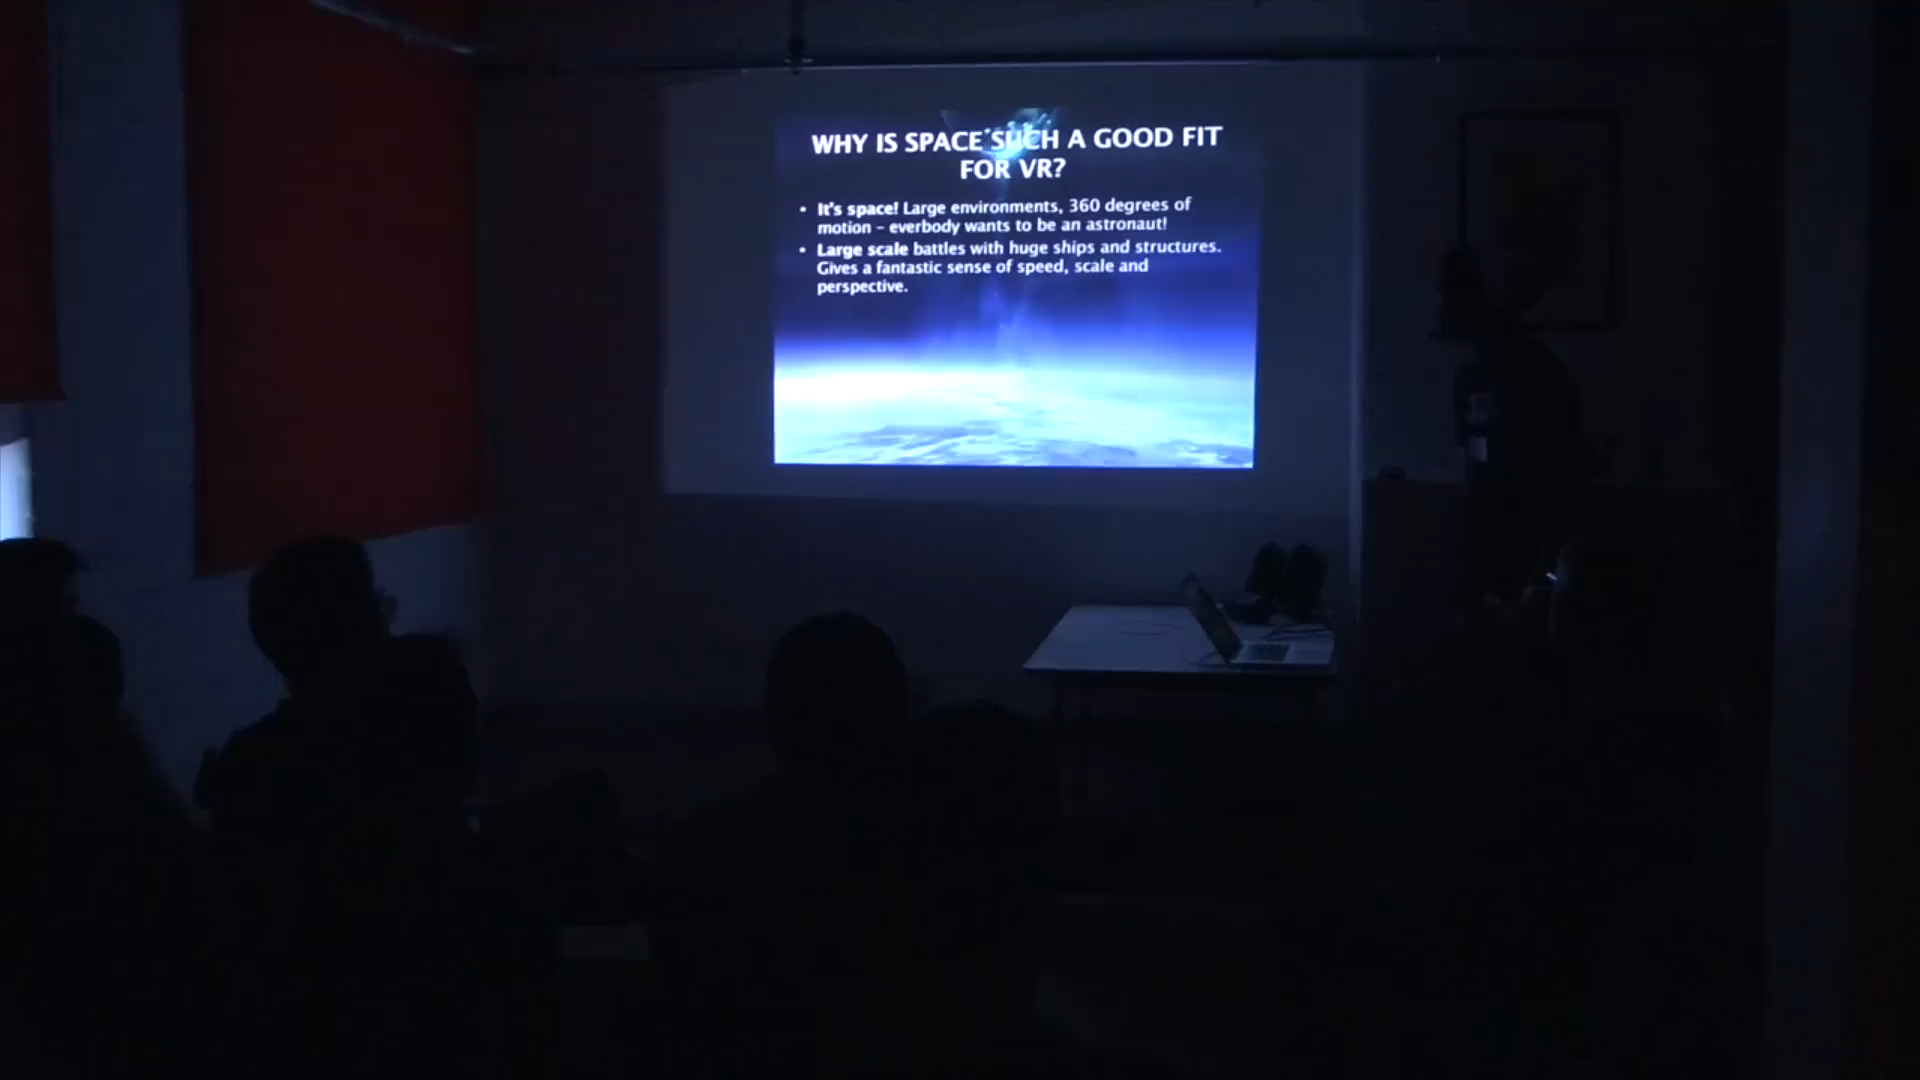 WHY IS SPACE SUCH A GOOD FIT
FOR VR?
• It's space! Large environments, 360 degrees of
motion – everbody wants to be an astronaut!
• Large scale battles with huge ships and structures.
Gives a fantastic sense of speed, scale and
perspective.